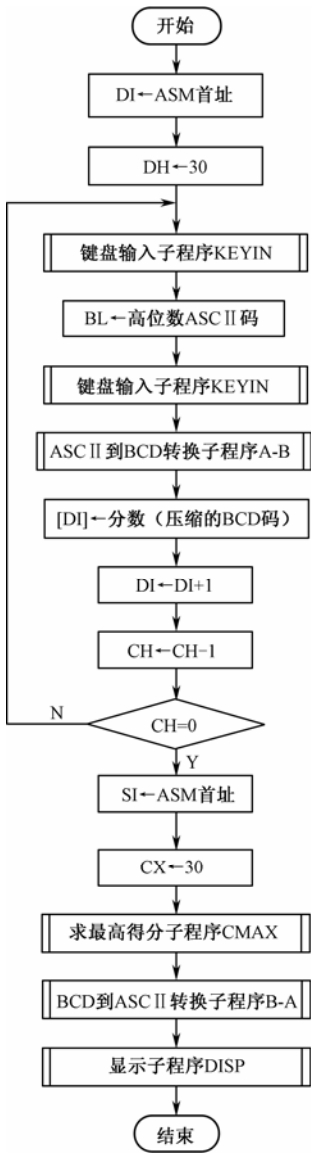 开始
DI←ASM首址
DH←30
键盘输入子程序KEYIN
BL←高位数ASCⅡ码
键盘输入子程序KEYIN
ASCⅡ到BCD转换子程序A-B
[DI]←分数（压缩的BCD码）
DI←DI+1
CH←CH-1
N
CH=0
Y
SI←ASM首址
CX←30
求最高得分子程序CMAX
BCD到ASCⅡ转换子程序B-A
显示子程序DISP
结束